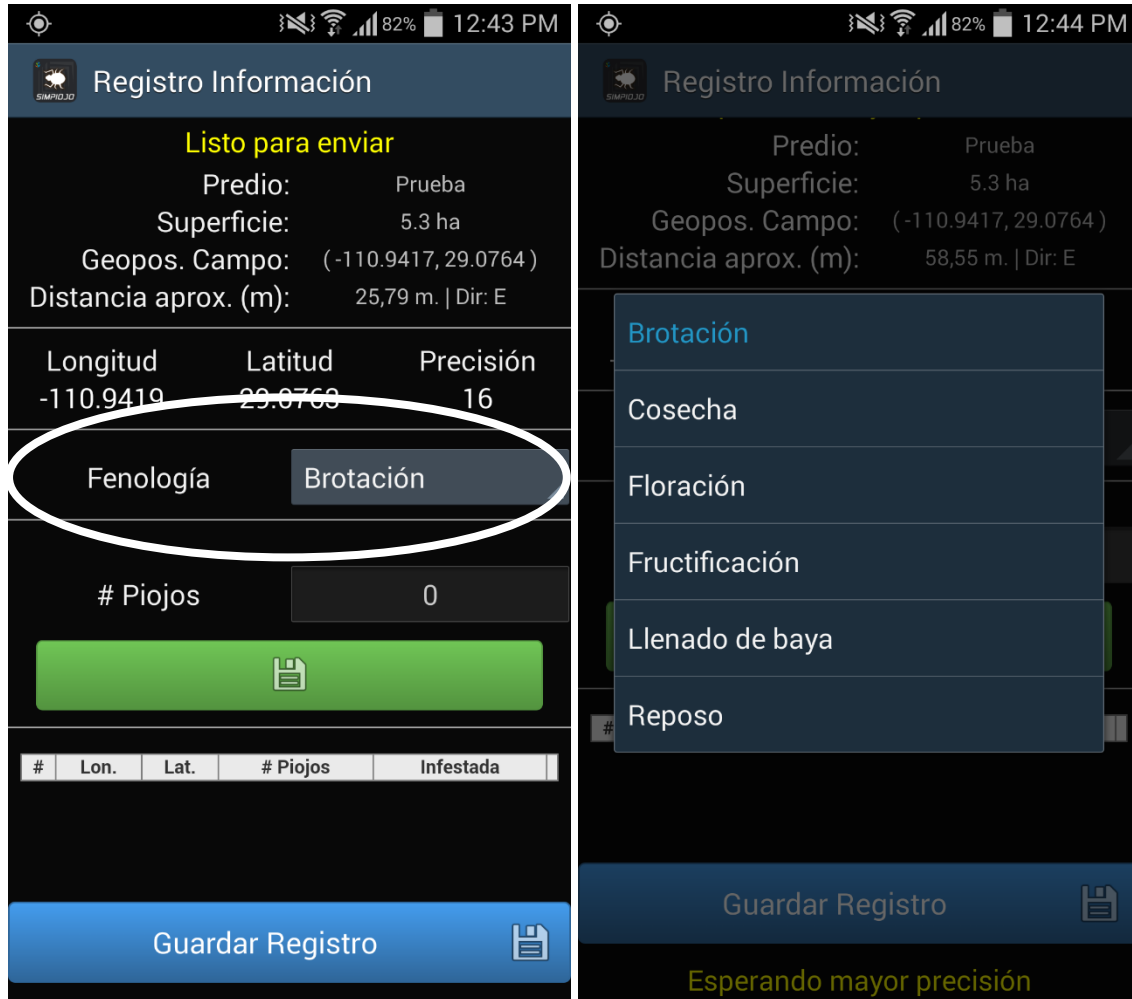 82% 12:43 PM
SIMPIOJO
Registro Información
Listo para enviar
Predio: Prueba
Superficie: 5.3 ha
Geopos. Campo: ( -110.9417, 29.0764 )
Distancia aprox. (m): 25,79 m. | Dir: E
Longitud Latitud Precisión
-110.9419 29.0763 16
Fenología Brotación
# Piojos 0
# Lon. Lat. # Piojos Infestada
Guardar Registro
82% 12:44 PM
SIMPIOJO
Registro Información
Predio: Prueba
Superficie: 5.3 ha
Geopos. Campo: ( -110.9417, 29.0764 )
Distancia aprox. (m): 58,55 m. | Dir: E
Brotación
Cosecha
Floración
Fructificación
Llenado de baya
Reposo
#
Guardar Registro
Esperando mayor precisión